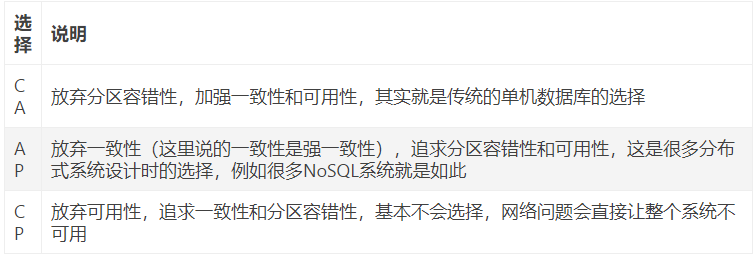 选择 说明
CA 放弃分区容错性，加强一致性和可用性，其实就是传统的单机数据库的选择
AP 放弃一致性（这里说的一致性是强一致性），追求分区容错性和可用性，这是很多分布
式系统设计时的选择，例如很多NoSQL系统就是如此
CP 放弃可用性，追求一致性和分区容错性，基本不会选择，网络问题会直接让整个系统不
可用